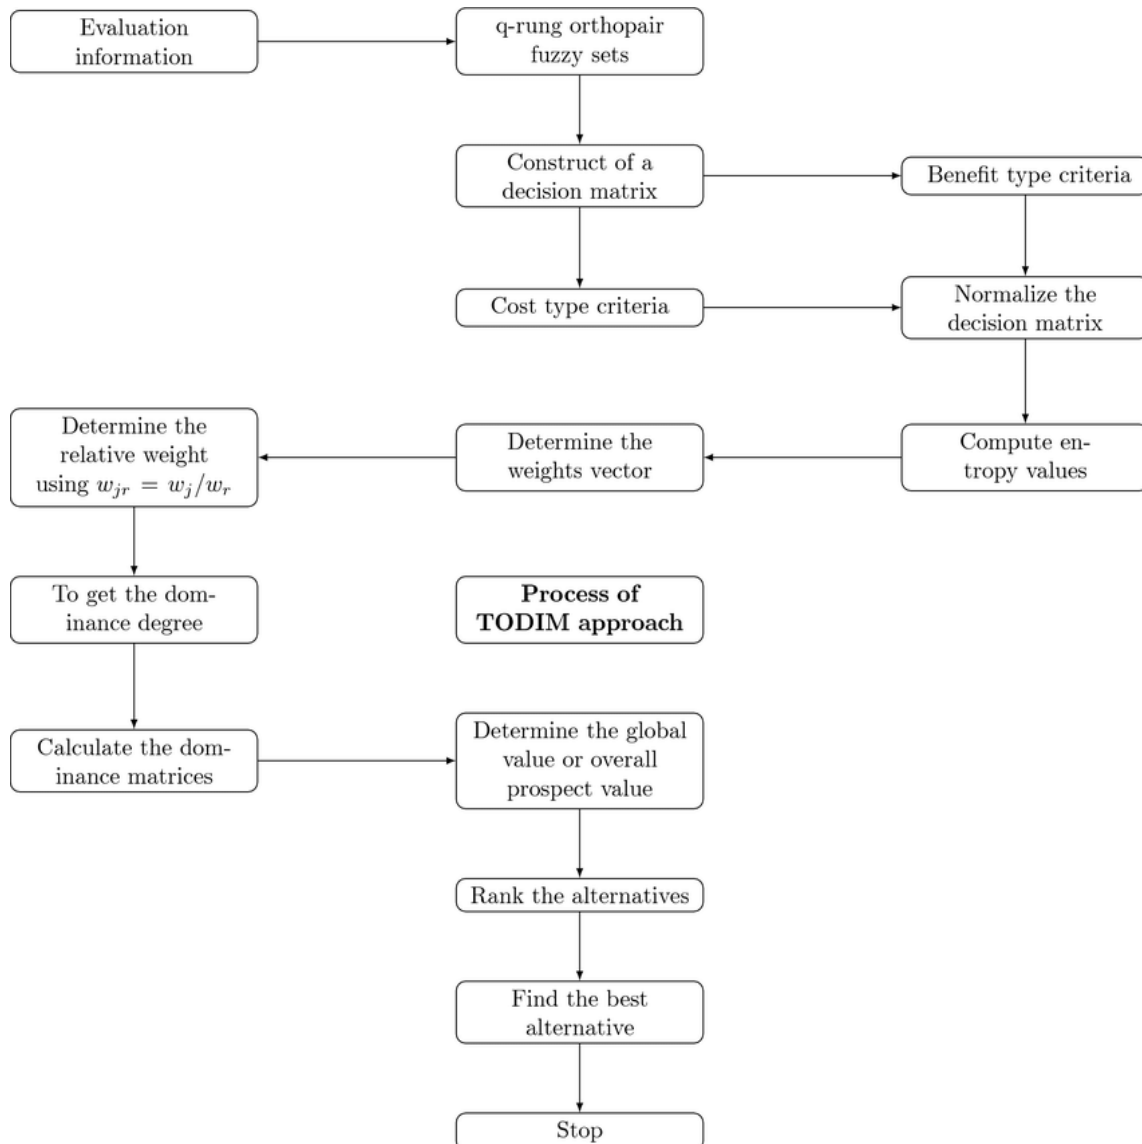 Evaluation
information
q-rung orthopair
fuzzy sets
Construct of a
decision matrix
Benefit type criteria
Cost type criteria
Normalize the
decision matrix
Determine the
relative weight
using w_{jr} = w_j/w_r
Determine the
weights vector
Compute en-
tropy values
To get the dom-
inance degree
Process of
TODIM approach
Calculate the dom-
inance matrices
Determine the global
value or overall
prospect value
Rank the alternatives
Find the best
alternative
Stop